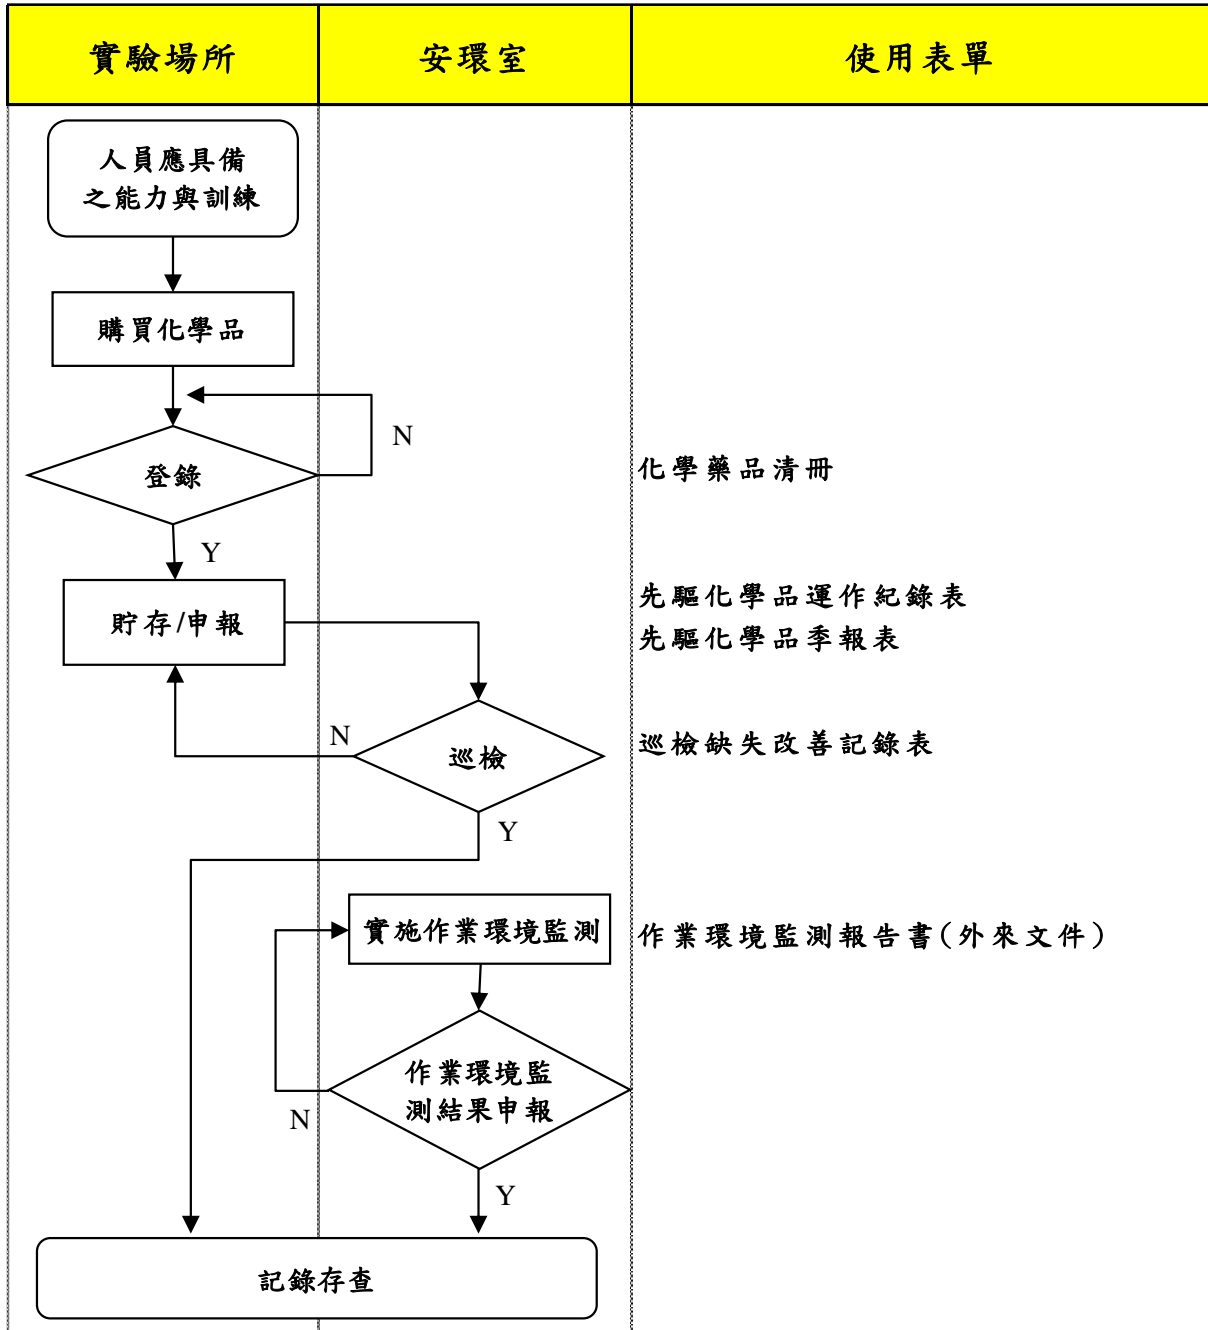 實驗場所
安環室
使用表單
人員應具備
之能力與訓練
購買化學品
N
登錄
化學藥品清冊
Y
貯存/申報
先驅化學品運作紀錄表
先驅化學品季報表
N
巡檢
巡檢缺失改善記錄表
Y
實施作業環境監測
作業環境監測報告書(外來文件)
作業環境監
測結果申報
N
Y
記錄存查